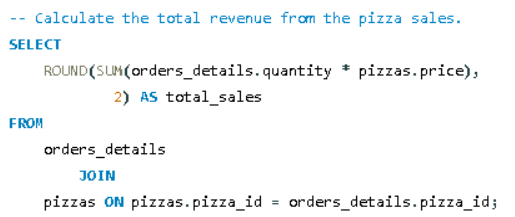 -- Calculate the total revenue from the pizza sales.
SELECT
ROUND(SUM(orders_details.quantity * pizzas.price),
2) AS total_sales
FROM
orders_details
JOIN
pizzas ON pizzas.pizza_id = orders_details.pizza_id;